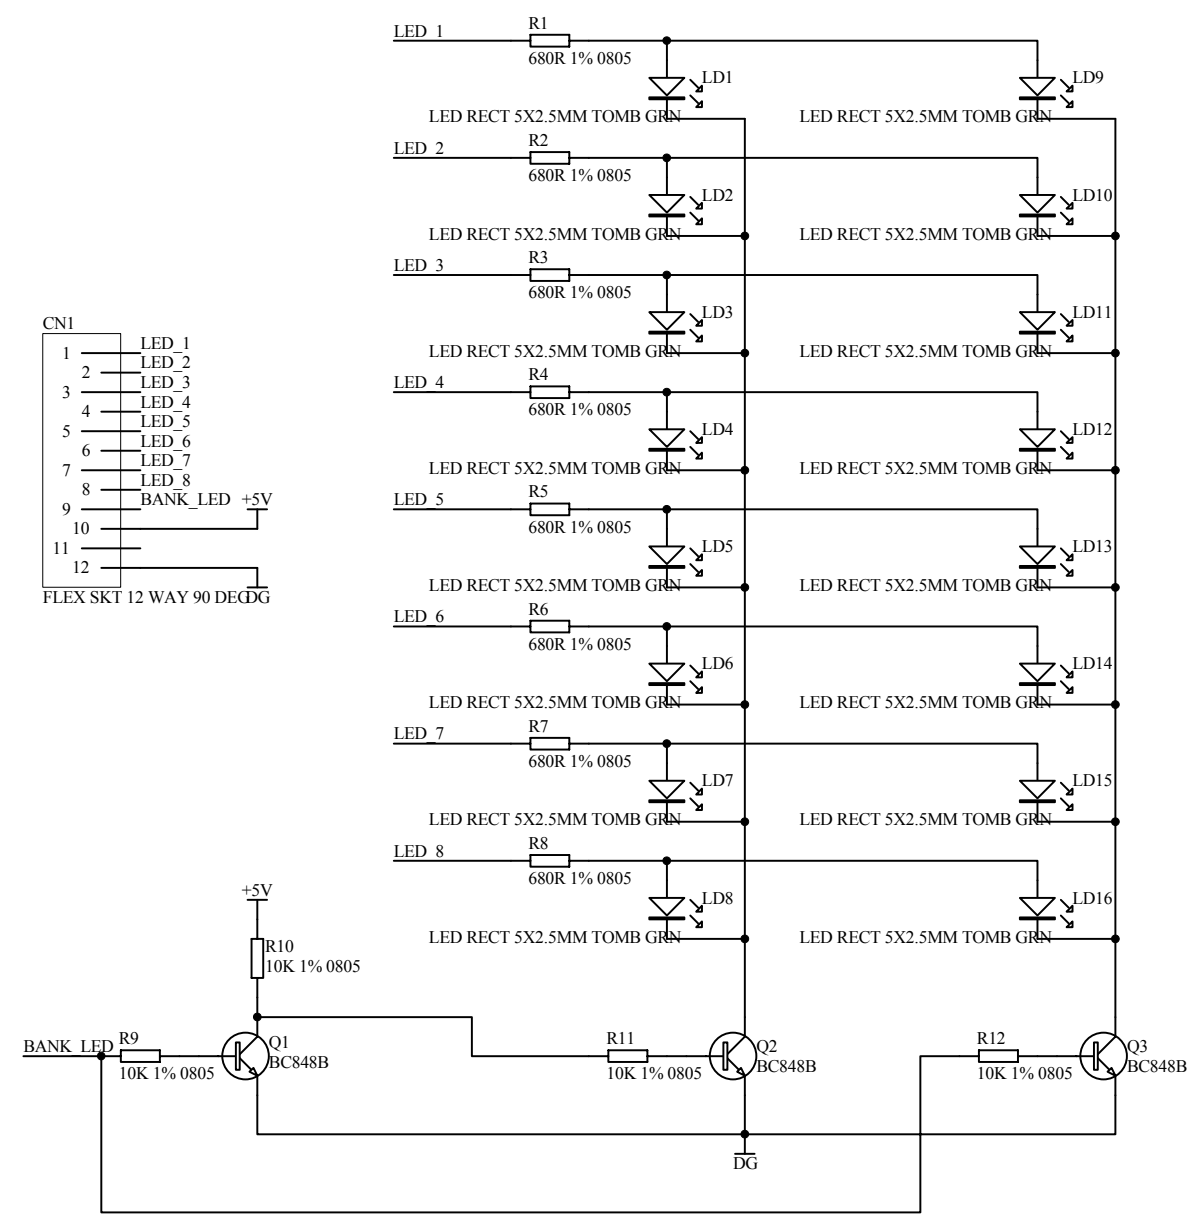 LED_1
R1
680R 1% 0805
LD1
LED RECT 5X2.5MM TOMB GRN
LD9
LED RECT 5X2.5MM TOMB GRN
LED_2
R2
680R 1% 0805
LD2
LED RECT 5X2.5MM TOMB GRN
LD10
LED RECT 5X2.5MM TOMB GRN
LED_3
R3
680R 1% 0805
LD3
LED RECT 5X2.5MM TOMB GRN
LD11
LED RECT 5X2.5MM TOMB GRN
LED_4
R4
680R 1% 0805
LD4
LED RECT 5X2.5MM TOMB GRN
LD12
LED RECT 5X2.5MM TOMB GRN
LED_5
R5
680R 1% 0805
LD5
LED RECT 5X2.5MM TOMB GRN
LD13
LED RECT 5X2.5MM TOMB GRN
LED_6
R6
680R 1% 0805
LD6
LED RECT 5X2.5MM TOMB GRN
LD14
LED RECT 5X2.5MM TOMB GRN
LED_7
R7
680R 1% 0805
LD7
LED RECT 5X2.5MM TOMB GRN
LD15
LED RECT 5X2.5MM TOMB GRN
LED_8
R8
680R 1% 0805
LD8
LED RECT 5X2.5MM TOMB GRN
LD16
LED RECT 5X2.5MM TOMB GRN
CN1
1 LED_1
2 LED_2
3 LED_3
4 LED_4
5 LED_5
6 LED_6
7 LED_7
8 LED_8
9 BANK_LED +5V
10
11
12
FLEX SKT 12 WAY 90 DEG
DG
+5V
R10
10K 1% 0805
BANK_LED
R9
10K 1% 0805
Q1
BC848B
R11
10K 1% 0805
Q2
BC848B
R12
10K 1% 0805
Q3
BC848B
DG